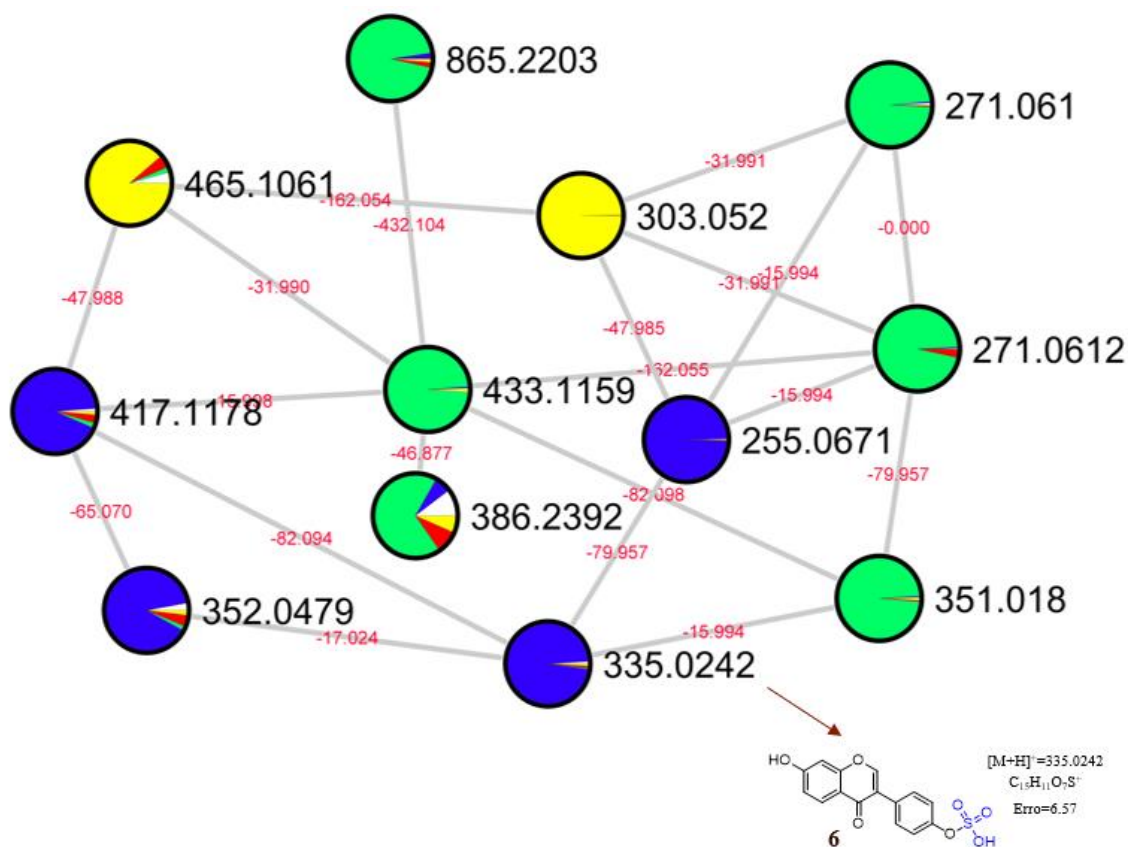 865.2203
271.061
465.1061
-31.991
-162.054
303.052
-432.104
-0.000
-15.994
-31.991
-31.990
-47.988
-47.985
271.0612
-162.055
433.1159
-15.994
417.1178
255.0671
-46.877
-79.957
-82.098
386.2392
-65.070
-82.094
-79.957
351.018
352.0479
-17.024
-15.994
335.0242
HO
O
O
O
O
S
O
OH
6
[M+H]⁺=335.0242
C₁₅H₁₁O₇S⁺
Erro=6.57